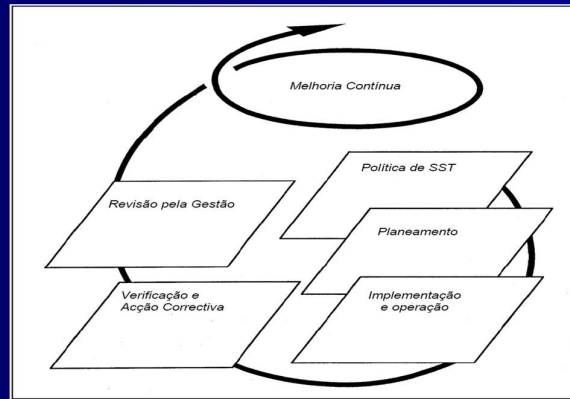 Melhoria Contínua
Política de SST
Revisão pela Gestão
Planeamento
Verificação e
Acção Correctiva
Implementação
e operação